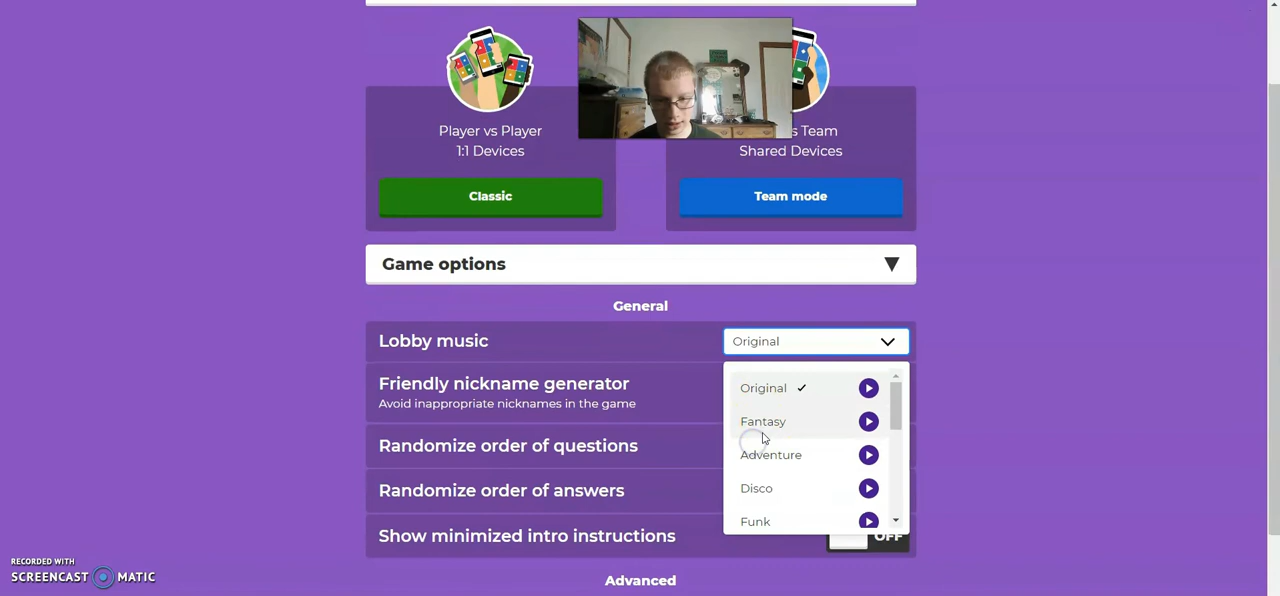 Player vs Player
1:1 Devices
s Team
Shared Devices
Classic
Team mode
Game options
General
Lobby music
Original
Friendly nickname generator
Avoid inappropriate nicknames in the game
Original
Fantasy
Randomize order of questions
Adventure
Randomize order of answers
Disco
Funk
Show minimized intro instructions
OFF
Advanced
RECORDED WITH
SCREENCAST MATIC